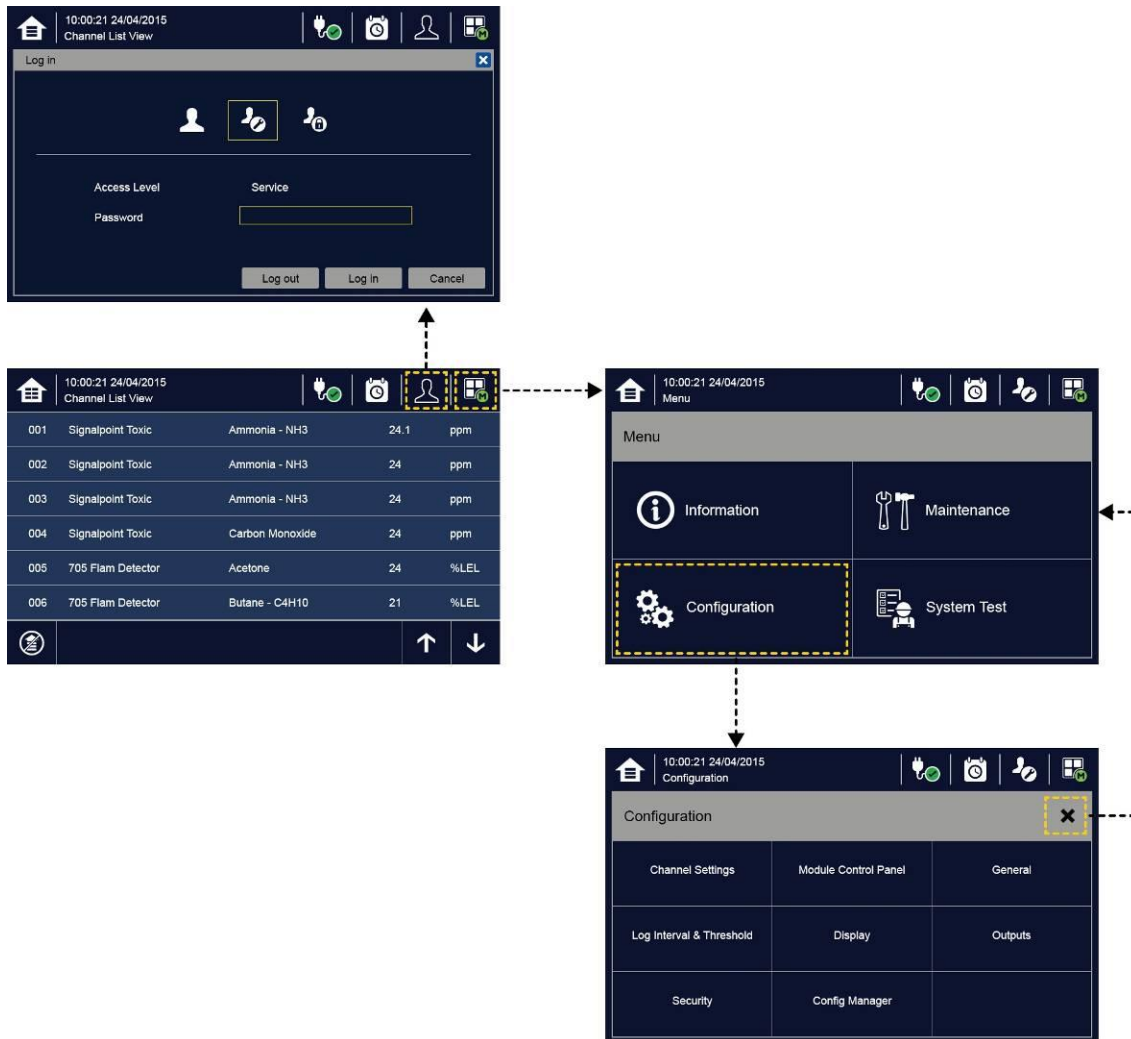 10:00:21 24/04/2015
Channel List View
Log in
Access Level Service
Password
Log out Log in Cancel
10:00:21 24/04/2015
Channel List View
001 Signalpoint Toxic Ammonia - NH3 24.1 ppm
002 Signalpoint Toxic Ammonia - NH3 24 ppm
003 Signalpoint Toxic Ammonia - NH3 24 ppm
004 Signalpoint Toxic Carbon Monoxide 24 ppm
005 705 Flam Detector Acetone 24 %LEL
006 705 Flam Detector Butane - C4H10 21 %LEL
10:00:21 24/04/2015
Menu
Menu
Information Maintenance
Configuration System Test
10:00:21 24/04/2015
Configuration
Configuration
Channel Settings Module Control Panel General
Log Interval & Threshold Display Outputs
Security Config Manager